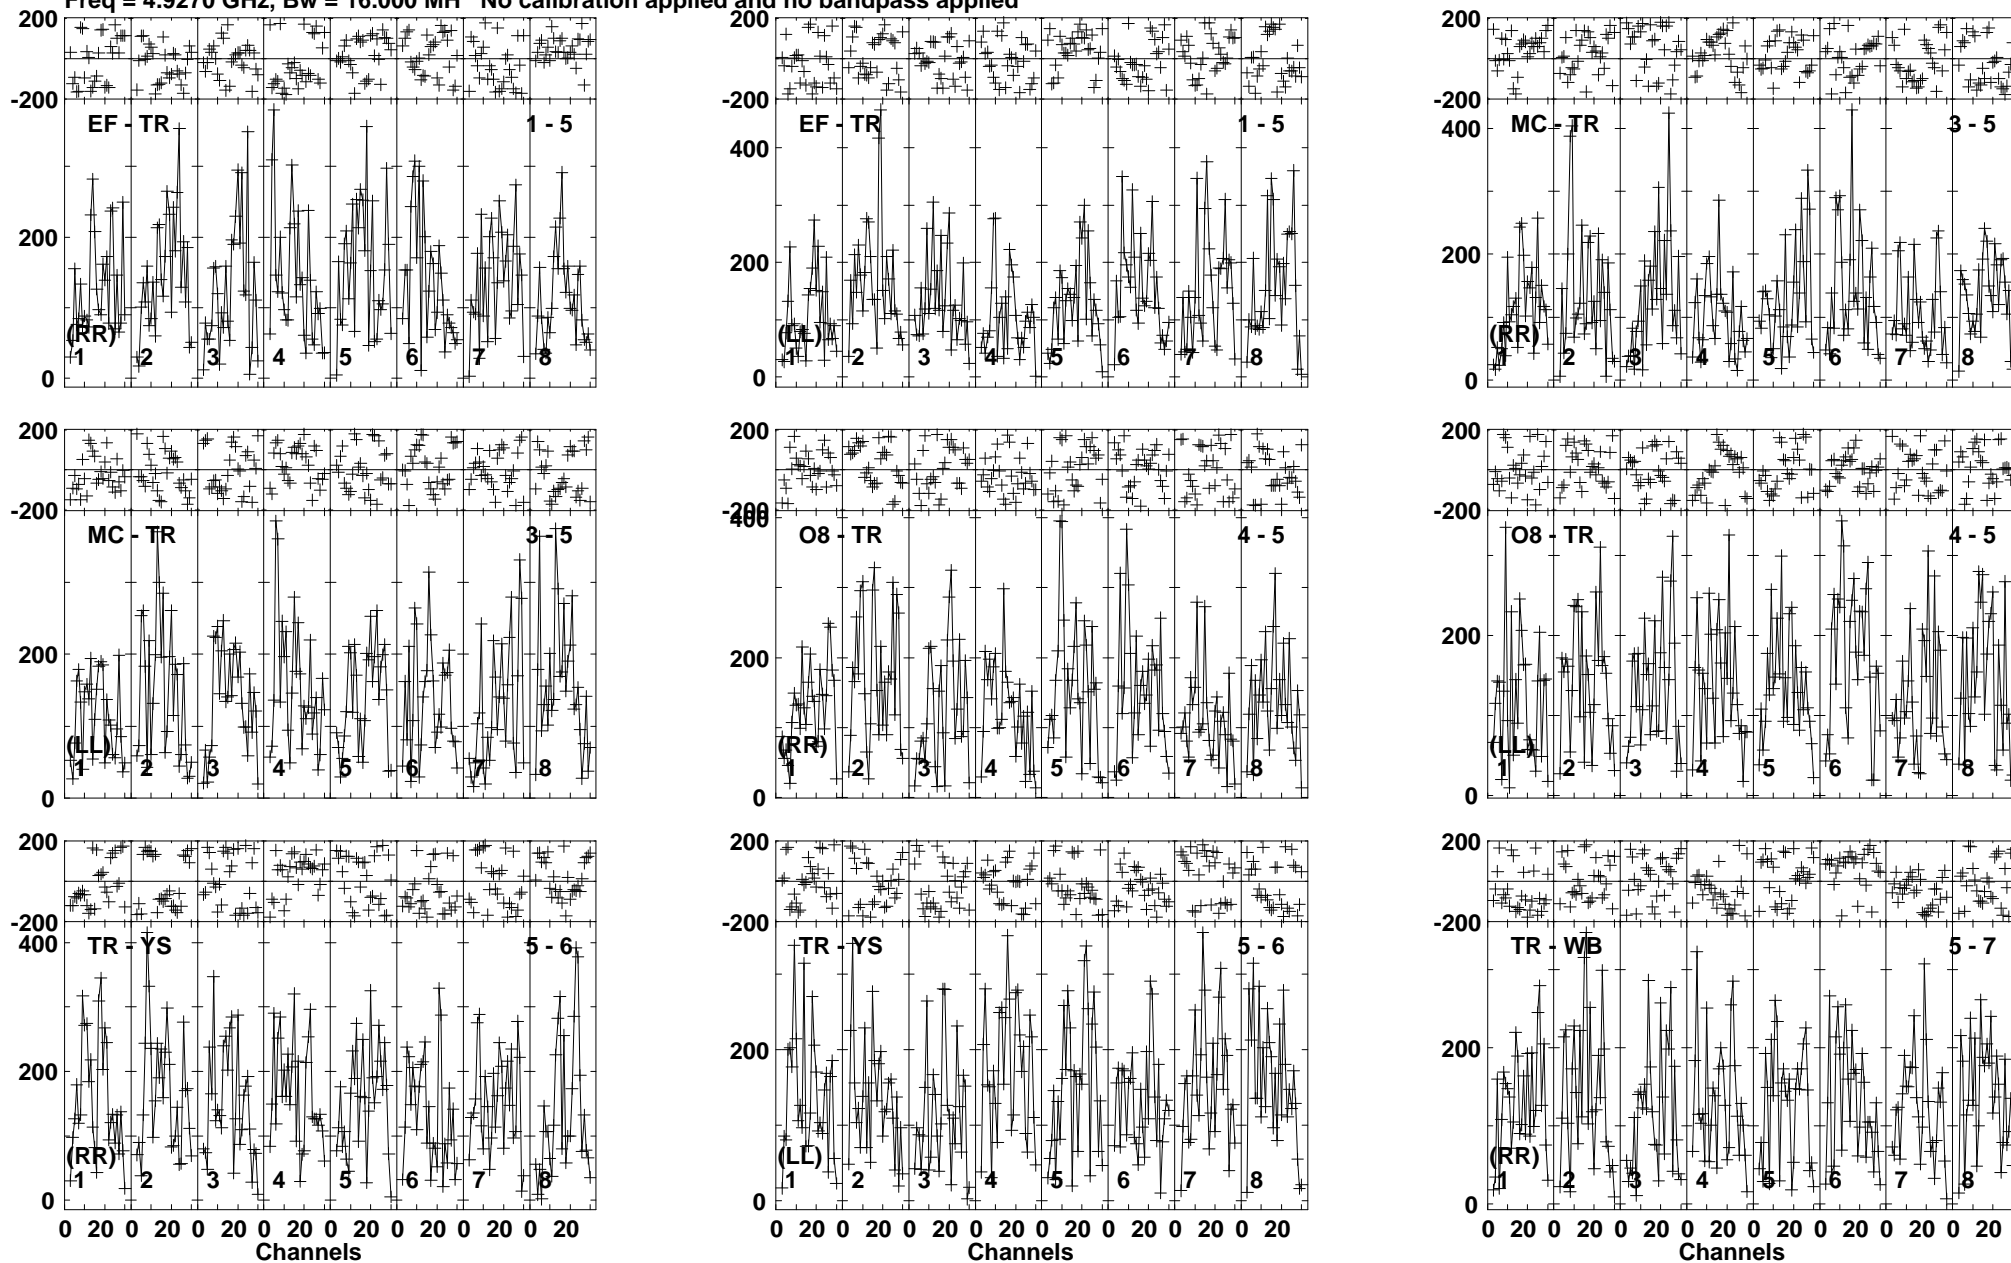 Freq = 4.9270 GHz, Bw = 16.000 MH No calibration applied and no bandpass applied
200 200 200
-200 -200 -200
EF - TR 1 - 5 EF - TR 1 - 5 MC - TR 3 - 5
400 400
200 200 200
(RR) (LL) (RR)
1 2 3 4 5 6 7 8 1 2 3 4 5 6 7 8 1 2 3 4 5 6 7 8
0 0 0
200 200 200
-200 -200 -200
400
MC - TR 3 - 5 O8 - TR 4 - 5 O8 - TR 4 - 5
200 200 200
(LL) (RR) (LL)
1 2 3 4 5 6 7 8 1 2 3 4 5 6 7 8 1 2 3 4 5 6 7 8
0 0 0
200 200 200
-200 -200 -200
400
TR - YS 5 - 6 TR - YS 5 - 6 TR - WB 5 - 7
200 200 200
(RR) (LL) (RR)
1 2 3 4 5 6 7 8 1 2 3 4 5 6 7 8 1 2 3 4 5 6 7 8
0 0 0
0 20 0 20 0 20 0 20 0 20 0 20 0 20 0 20 0 20 0 20 0 20 0 20 0 20 0 20 0 20 0 20 0 20 0 20 0 20 0 20 0 20 0 20 0 20 0 20
Channels Channels Channels